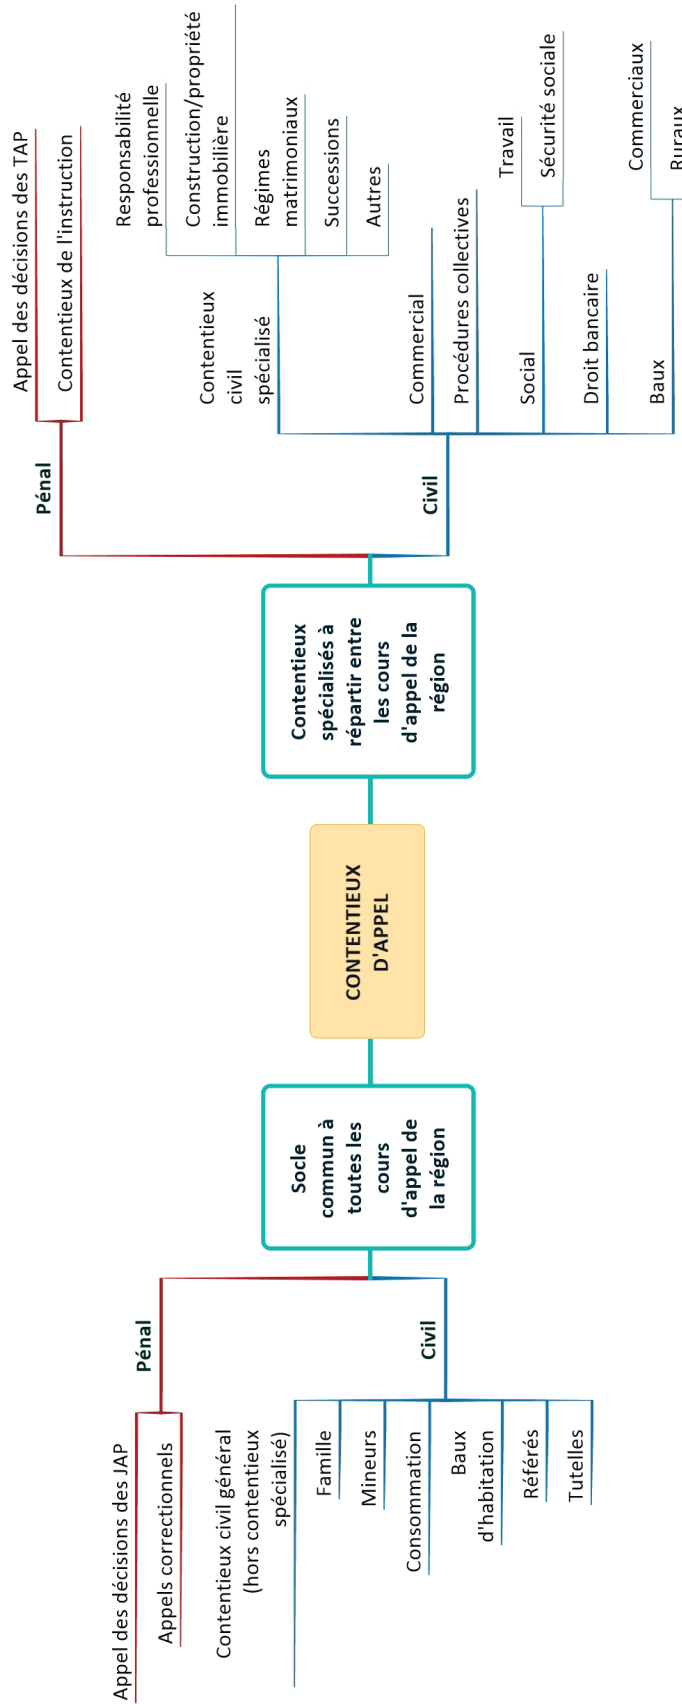 CONTENTIEUX
D'APPEL
Socle
commun à
toutes les
cours
d'appel de
la région
Pénal
Appel des décisions des JAP
Appels correctionnels
Civil
Contentieux civil général
(hors contentieux
spécialisé)
Famille
Mineurs
Consommation
Baux
d'habitation
Référés
Tutelles
Contentieux
spécialisés à
répartir entre
les cours
d'appel de la
région
Pénal
Appel des décisions des TAP
Contentieux de l'instruction
Civil
Contentieux
civil
spécialisé
Responsabilité
professionnelle
Construction/propriété
immobilière
Régimes
matrimoniaux
Successions
Autres
Commercial
Procédures collectives
Social
Travail
Sécurité sociale
Droit bancaire
Baux
Commerciaux
Ruraux